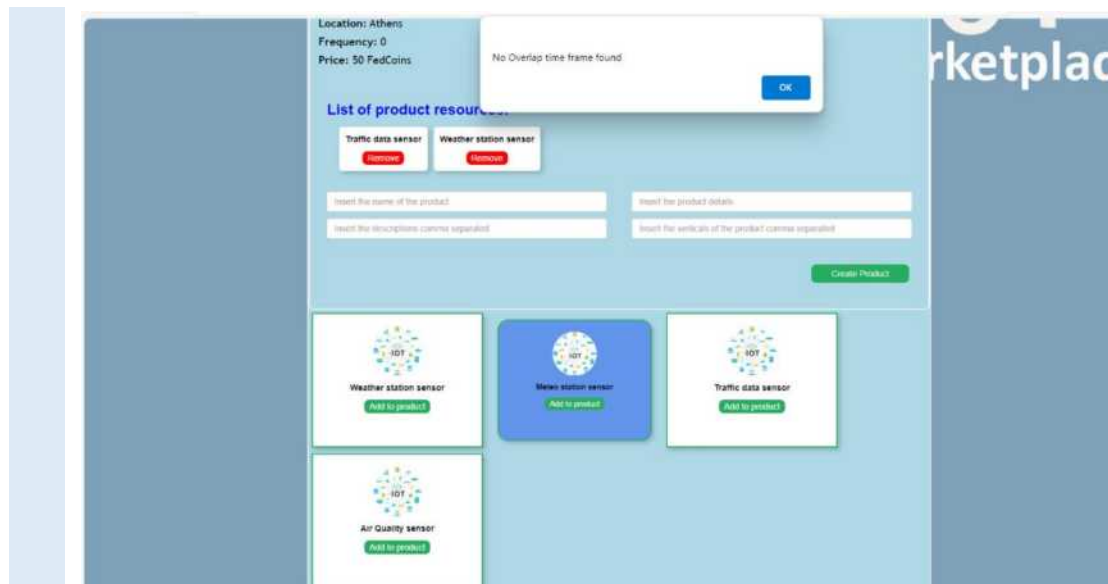 Location: Athens
Frequency: 0
Price: 50 FedCoins
No Overlap time frame found
OK
rketplac
List of product
Traffic data sensor
Weather station sensor
Remove
Remove
Insert the name of the product
Insert the product details
Insert the descriptions comma separated
Insert the verticals of the product comma separated
Create Product
IOT
IOT
IOT
Weather station sensor
Meteo station sensor
Traffic data sensor
Add to product
Add to product
Add to product
IOT
Air Quality sensor
Add to product